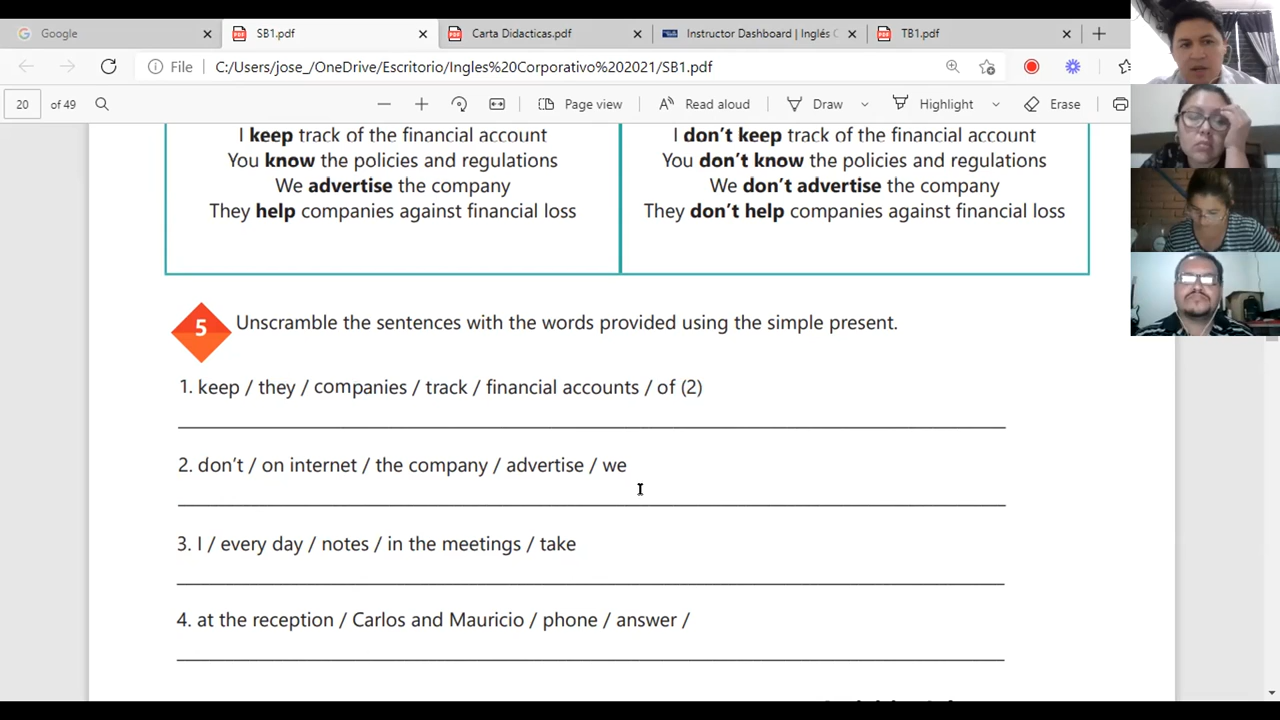 Google
SB1.pdf
Carta Didacticas.pdf
Instructor Dashboard | Inglés
TB1.pdf
File
C:/Users/jose_/OneDrive/Escritorio/Ingles%20Corporativo%202021/SB1.pdf
20
of 49
Page view
Read aloud
Draw
Highlight
Erase
I keep track of the financial account
You know the policies and regulations
We advertise the company
They help companies against financial loss
I don't keep track of the financial account
You don't know the policies and regulations
We don't advertise the company
They don't help companies against financial loss
5
Unscramble the sentences with the words provided using the simple present.
1. keep / they / companies / track / financial accounts / of (2)
2. don't / on internet / the company / advertise / we
3. I / every day / notes / in the meetings / take
4. at the reception / Carlos and Mauricio / phone / answer /